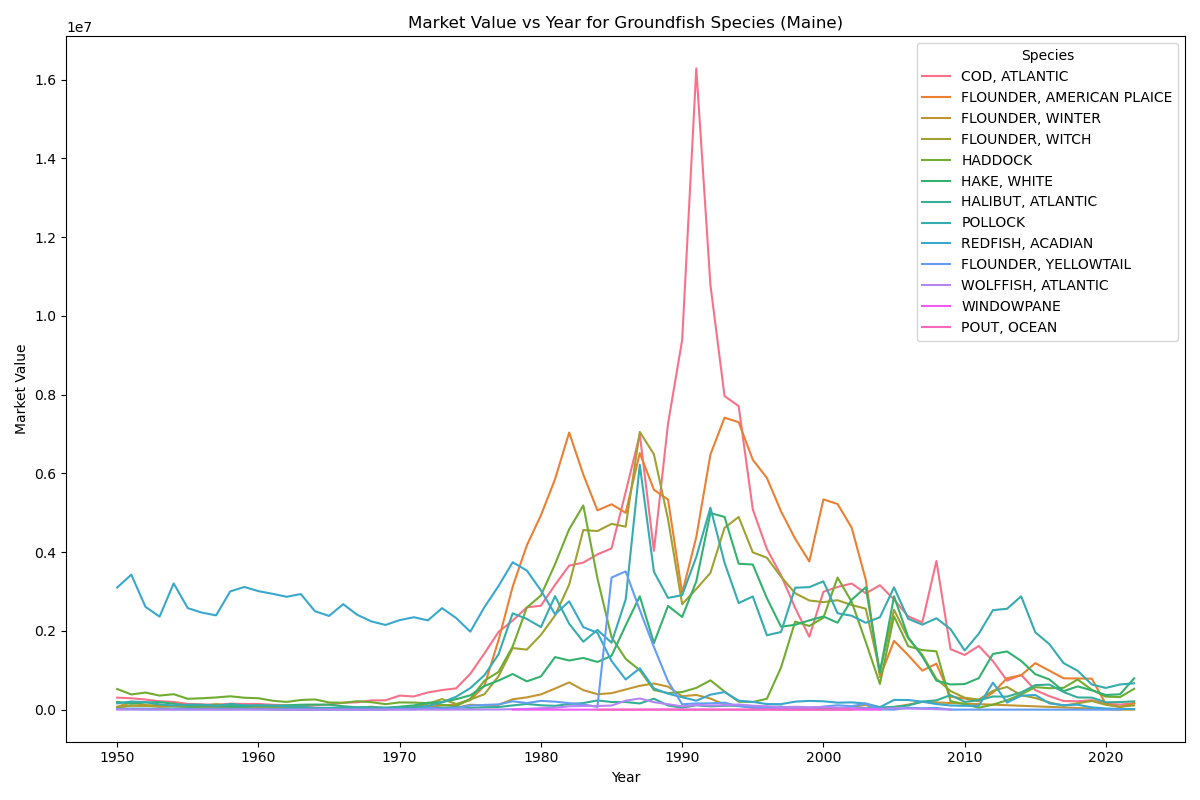 Market Value vs Year for Groundfish Species (Maine)
1e7
Species
COD, ATLANTIC
FLOUNDER, AMERICAN PLAICE
FLOUNDER, WINTER
FLOUNDER, WITCH
HADDOCK
HAKE, WHITE
HALIBUT, ATLANTIC
POLLOCK
REDFISH, ACADIAN
FLOUNDER, YELLOWTAIL
WOLFFISH, ATLANTIC
WINDOWPANE
POUT, OCEAN
1.6
1.4
1.2
1.0
0.8
0.6
0.4
0.2
0.0
Market Value
1950 1960 1970 1980 1990 2000 2010 2020
Year